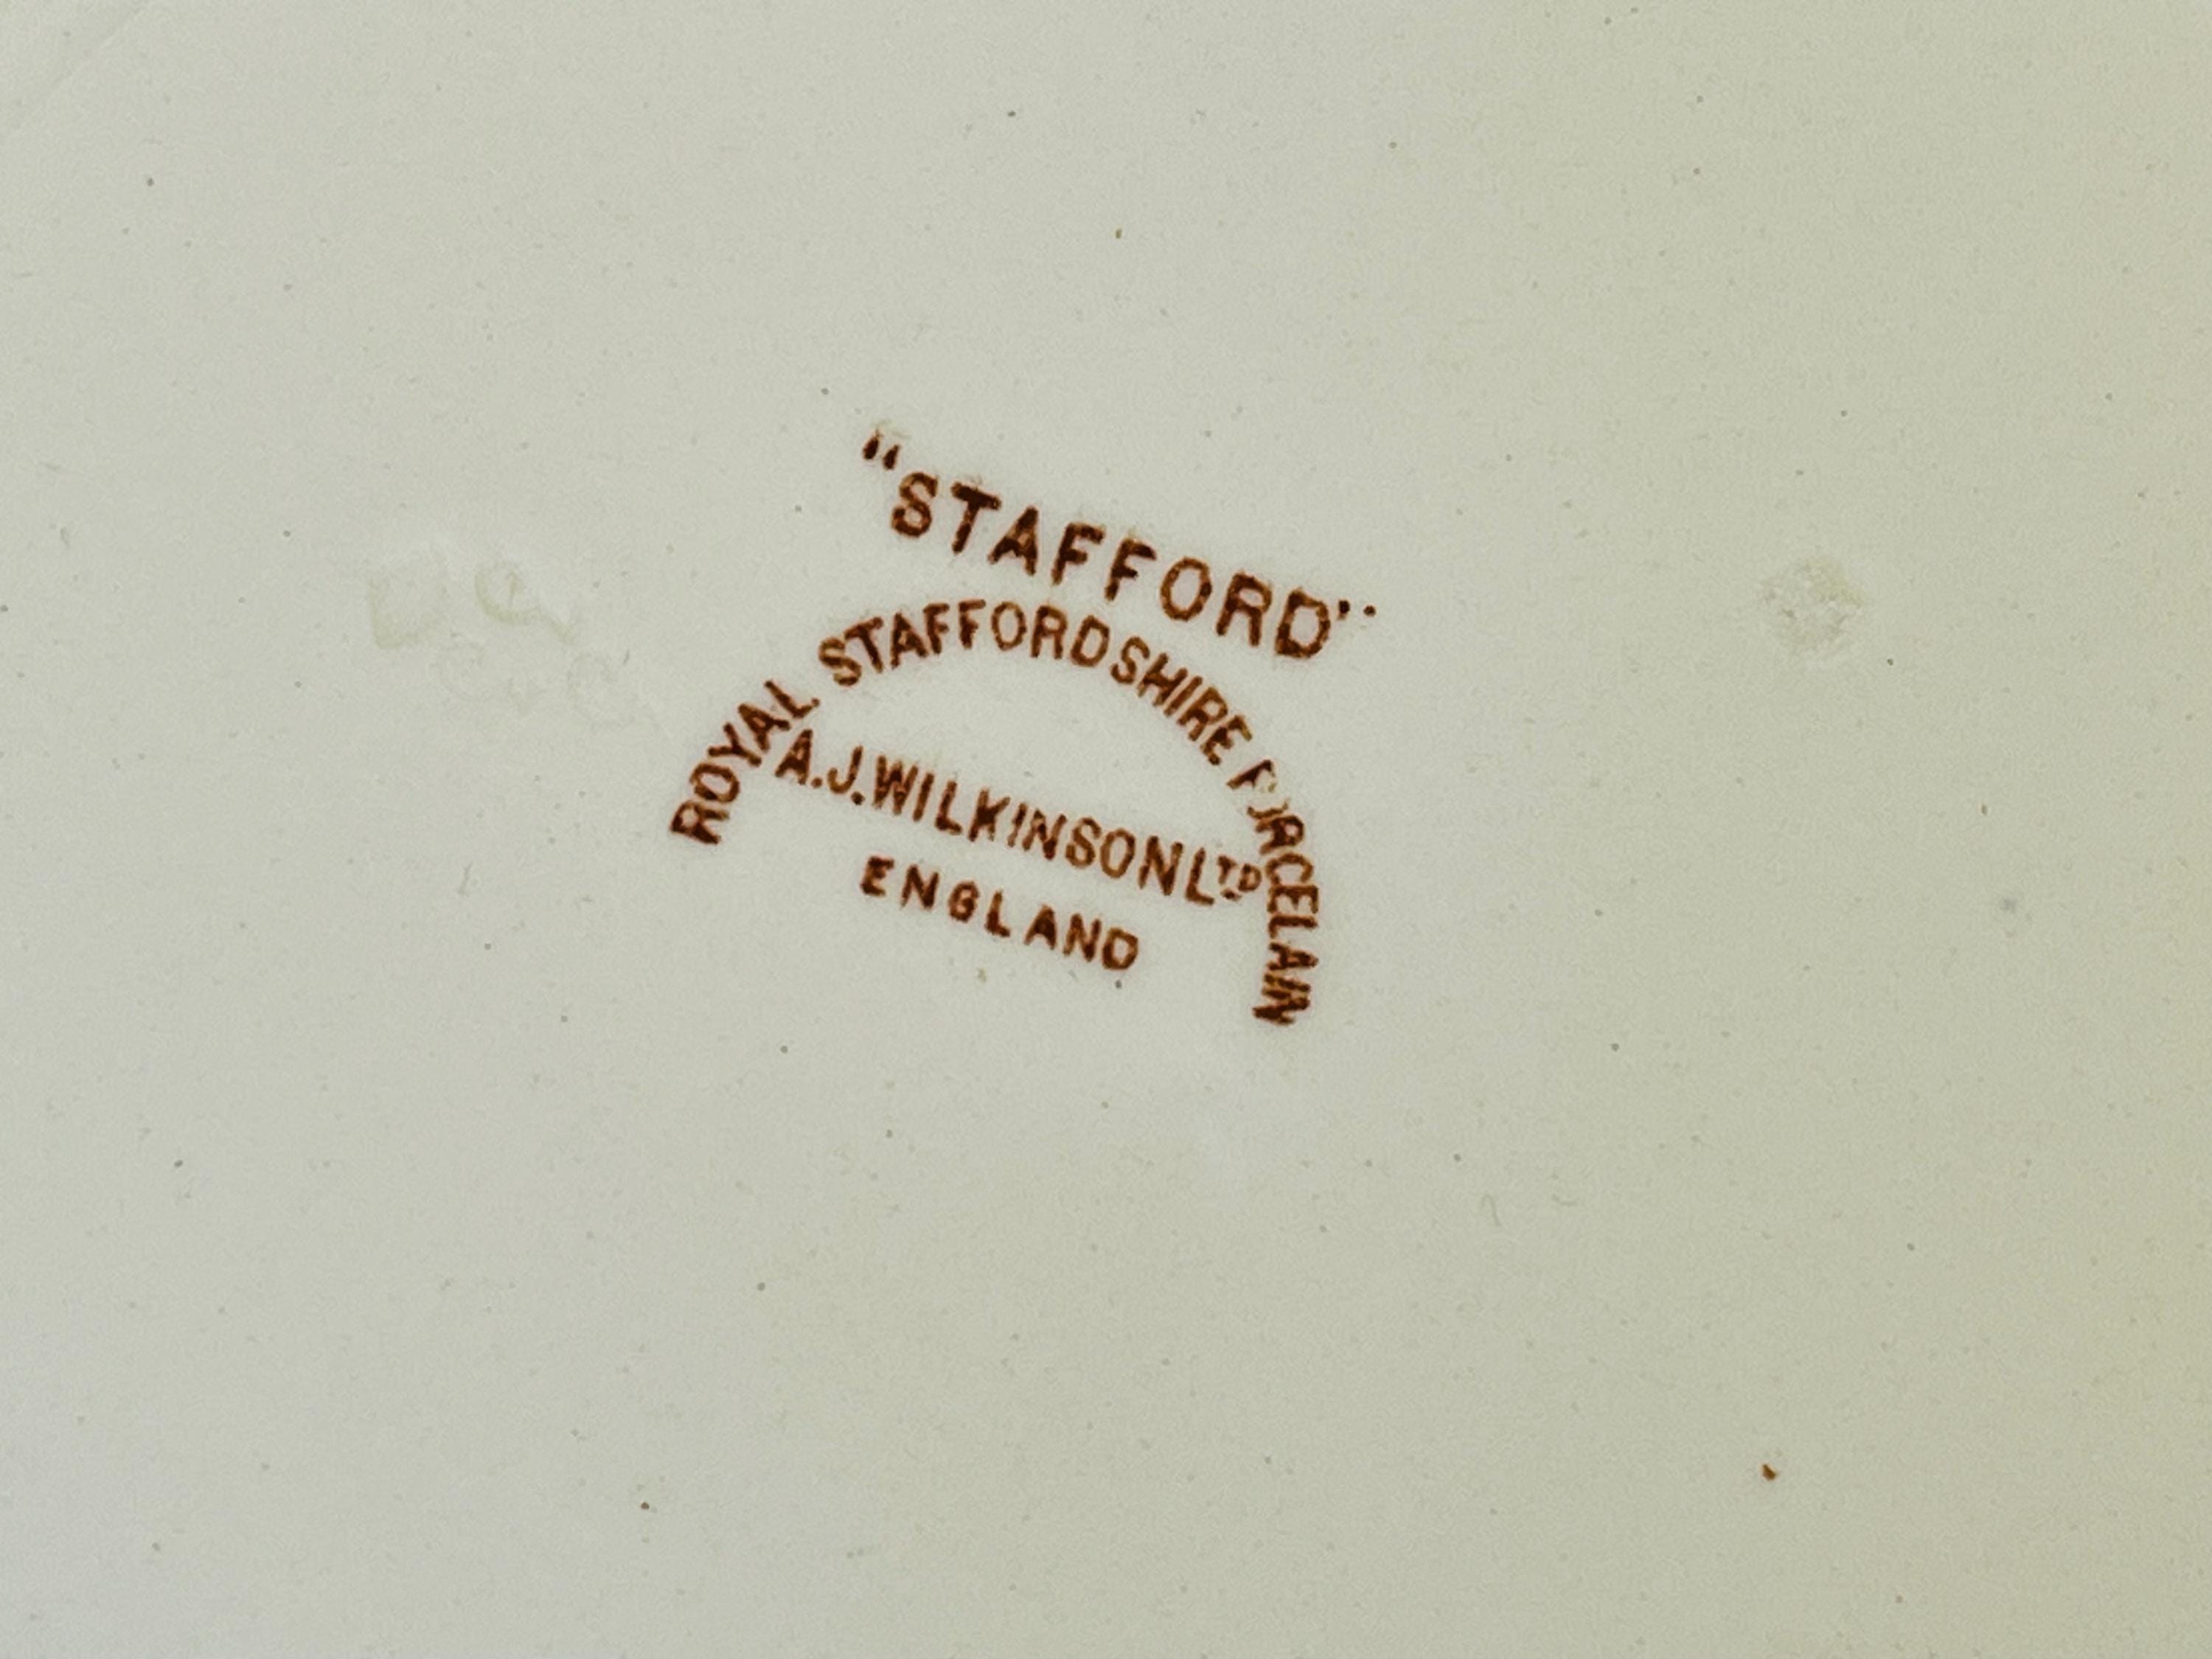 "STAFFORD"
ROYAL STAFFORDSHIRE PORCELAIN
A.J.WILKINSON LTD
ENGLAND